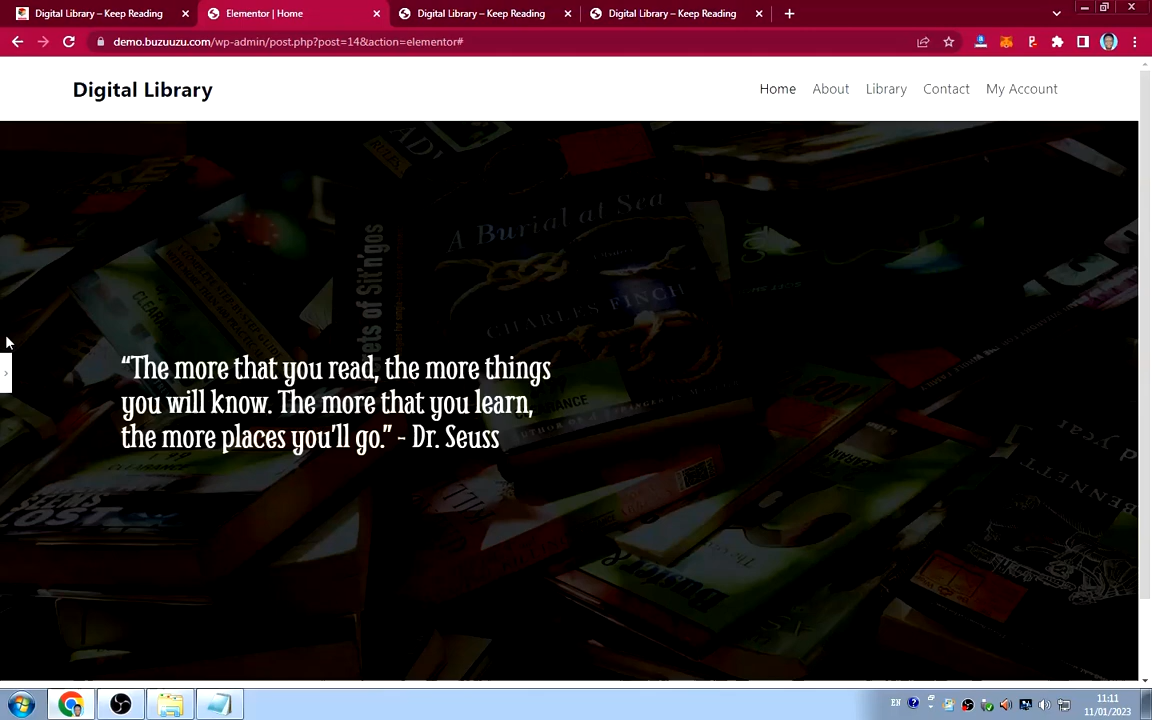 Digital Library – Keep Reading
Elementor | Home
Digital Library – Keep Reading
Digital Library – Keep Reading
demo.buzuuzu.com/wp-admin/post.php?post=14&action=elementor#
Digital Library
Home
About
Library
Contact
My Account
A Burial at Sea
CHARLES FINCH
"The more that you read, the more things
you will know. The more that you learn,
the more places you'll go." - Dr. Seuss
CLEARANCE
BENNETT
EN
11:11
11/01/2023